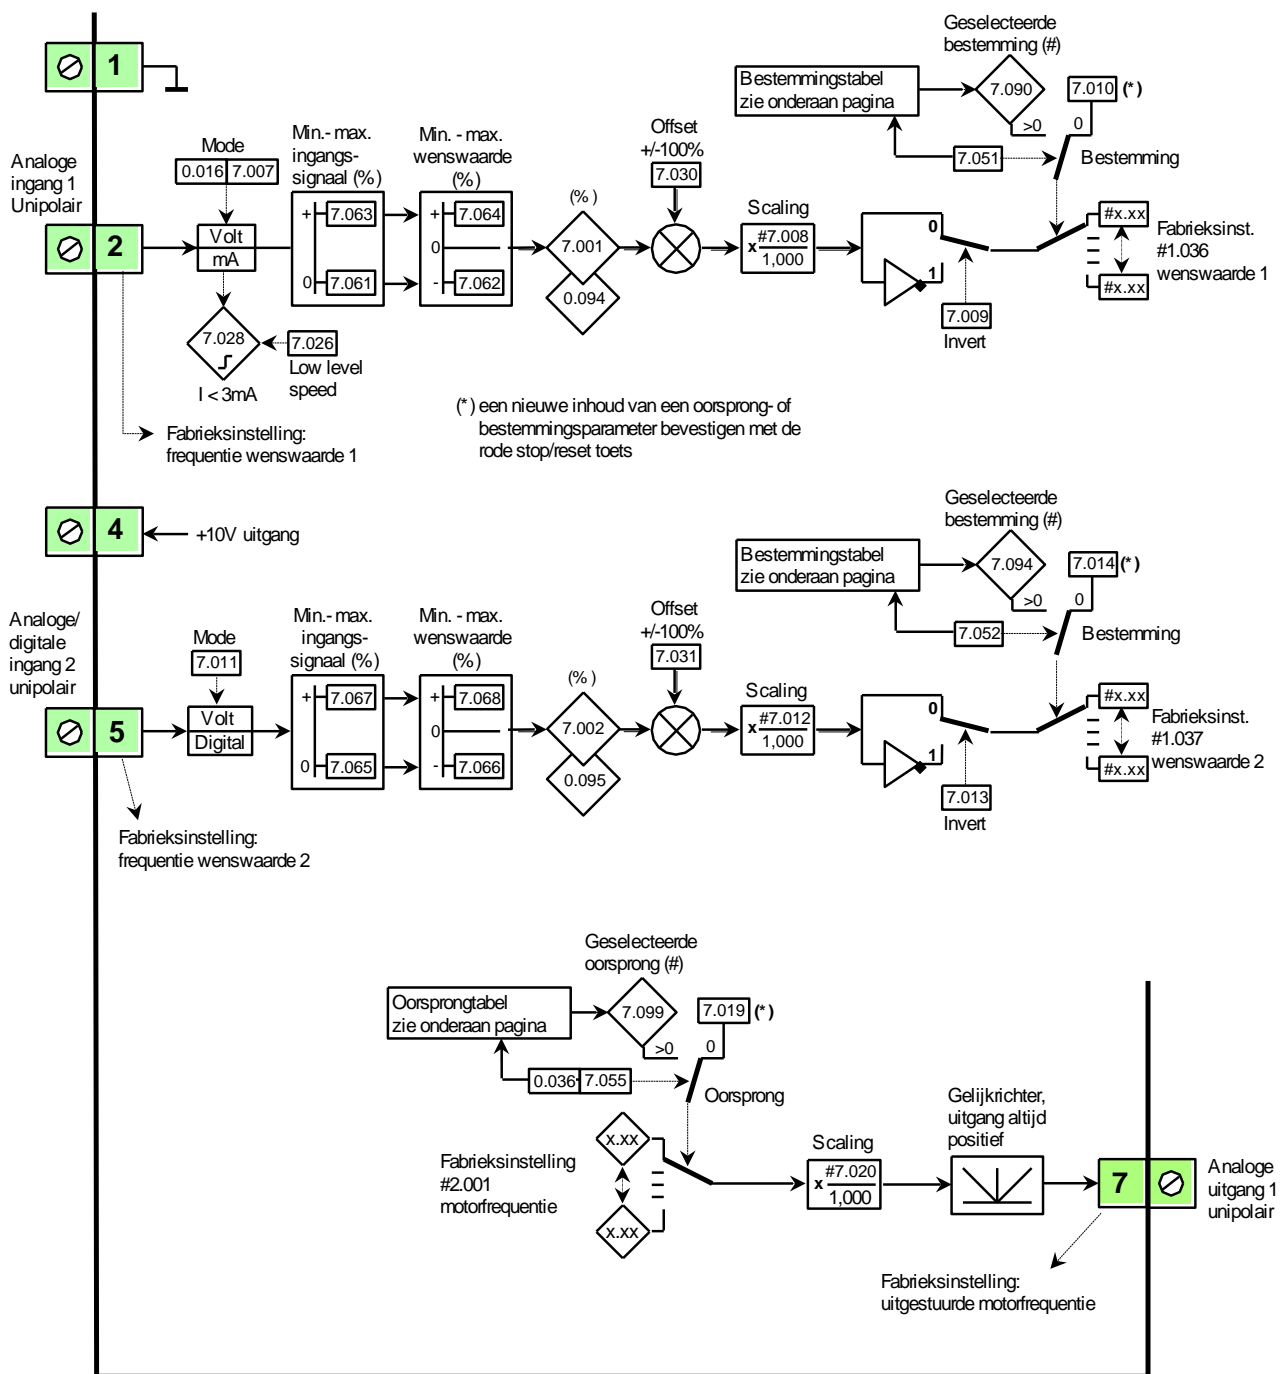 1
Analoge
ingang 1
Unipolair
2
Mode
0.016 7.007
Volt
mA
7.028
I < 3mA
7.026
Low level
speed
Min.- max.
ingangs-
signaal (%)
+ 7.063
0 7.061
Min. - max.
wenswaarde
(%)
+ 7.064
0
- 7.062
(%)
7.001
0.094
Offset
+/-100%
7.030
Scaling
x #7.008
1,000
0
1
7.009
Invert
Bestemmingstabel
zie onderaan pagina
Geselecteerde
bestemming (#)
7.090
>0
7.010 (*)
0
7.051
Bestemming
#x.xx
#x.xx
Fabrieksinst.
#1.036
wenswaarde 1
Fabrieksinstelling:
frequentie wenswaarde 1
(*) een nieuwe inhoud van een oorsprong- of
bestemmingsparameter bevestigen met de
rode stop/reset toets
4
+10V uitgang
Analoge/
digitale
ingang 2
unipolair
5
Mode
7.011
Volt
Digital
Min.- max.
ingangs-
signaal (%)
+ 7.067
0 7.065
Min. - max.
wenswaarde
(%)
+ 7.068
0
- 7.066
(%)
7.002
0.095
Offset
+/-100%
7.031
Scaling
x #7.012
1,000
0
1
7.013
Invert
Bestemmingstabel
zie onderaan pagina
Geselecteerde
bestemming (#)
7.094
>0
7.014 (*)
0
7.052
Bestemming
#x.xx
#x.xx
Fabrieksinst.
#1.037
wenswaarde 2
Fabrieksinstelling:
frequentie wenswaarde 2
Geselecteerde
oorsprong (#)
Oorsprongtabel
zie onderaan pagina
7.099
>0
7.019 (*)
0
0.036 7.055
Oorsprong
x.xx
x.xx
Fabrieksinstelling
#2.001
motorfrequentie
Scaling
x #7.020
1,000
Gelijkrichter,
uitgang altijd
positief
7
Analoge
uitgang 1
unipolair
Fabrieksinstelling:
uitgestuurde motorfrequentie